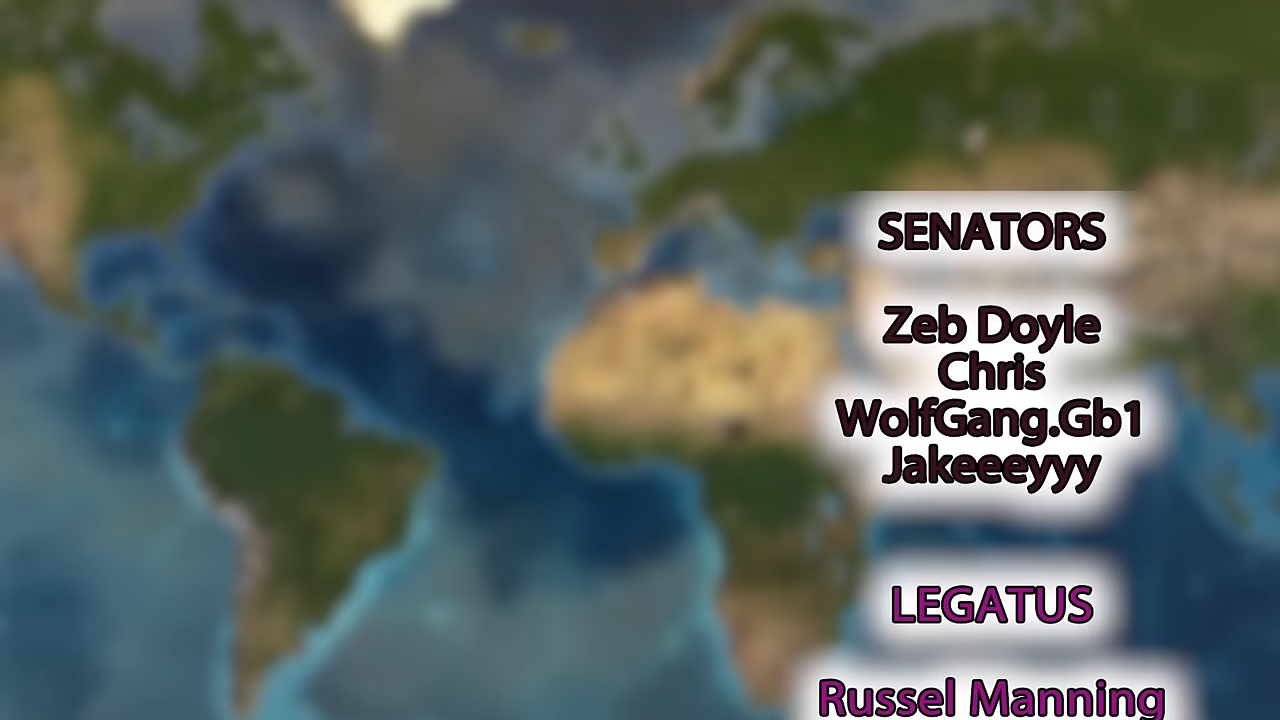 SENATORS
Zeb Doyle
Chris
WolfGang.Gb1
Jakeeeyyy
LEGATUS
Russel Manning